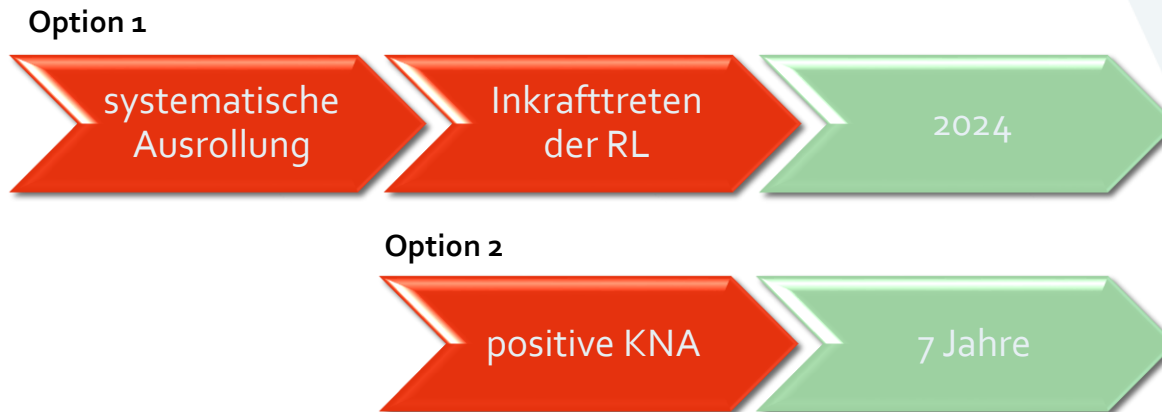 Option 1
systematische
Ausrollung
Inkrafttreten
der RL
2024
Option 2
positive KNA
7 Jahre